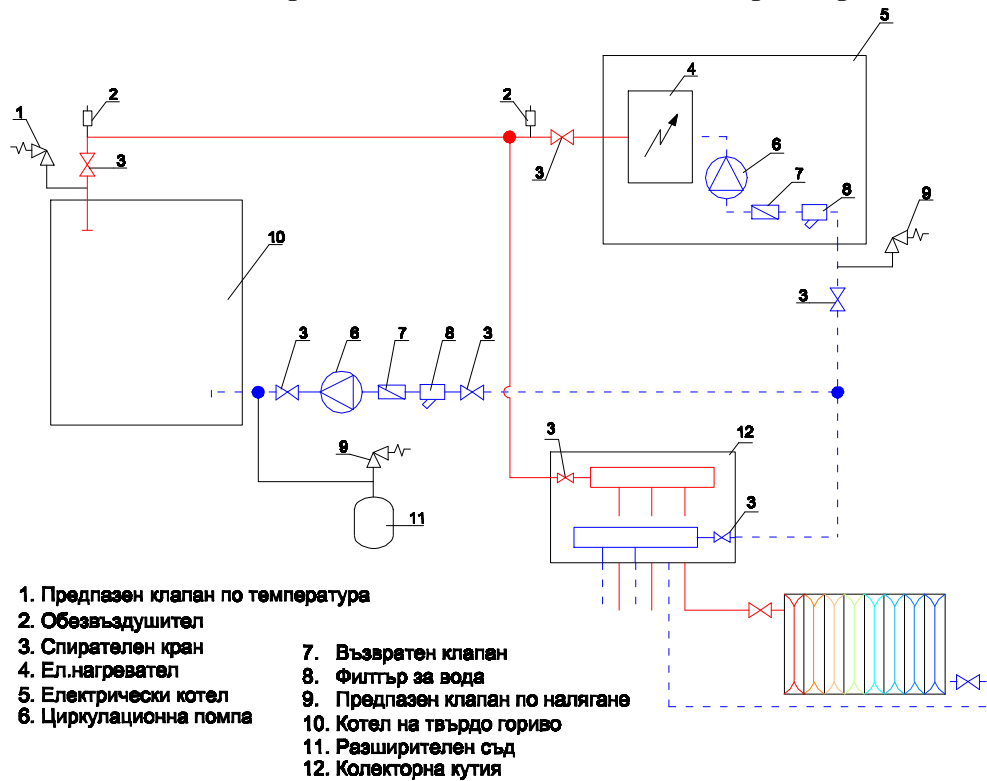 5
4
2
2
1
3
3
6
7
8
9
10
3
3
6
7
8
3
3
12
9
3
11
1. Предпазен клапан по температура
2. Обезвъздушител
3. Спирателен кран
4. Ел.нагревател
5. Електрически котел
6. Циркулационна помпа
7. Възвратен клапан
8. Филтър за вода
9. Предпазен клапан по налягане
10. Котел на твърдо гориво
11. Разширителен съд
12. Колекторна кутия